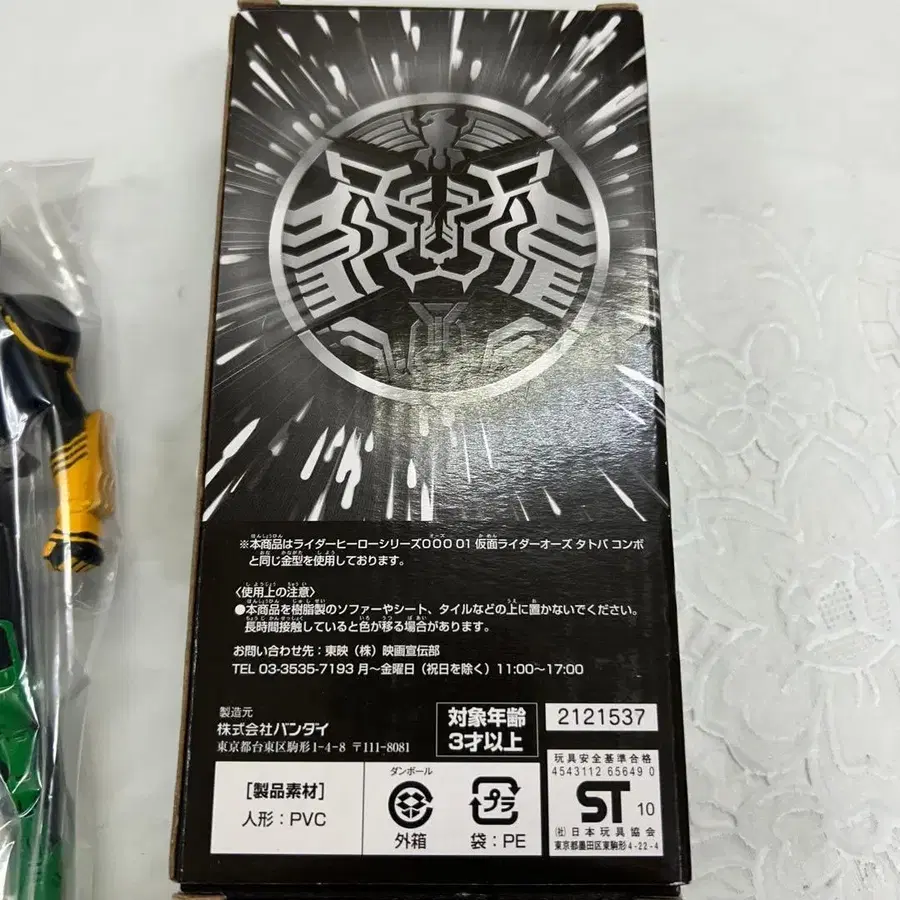 ※本商品はライダーヒーローシリーズOOO 01 仮面ライダーオーズ タトバ コンボ
と同じ金型を使用しております。
〈使用上の注意〉
●本商品を樹脂製のソファーやシート、タイルなどの上に置かないでください。
長時間接触していると色が移る場合があります。
お問い合わせ先：東映（株）映画宣伝部
TEL 03-3535-7193 月～金曜日（祝日を除く）11:00～17:00
製造元
株式会社バンダイ
東京都台東区駒形1-4-8 〒111-8081
対象年齢
3才以上
2121537
［製品素材］
人形：PVC
ダンボール
外箱
プラ
袋：PE
玩具安全基準合格
4543112 65649 0
ST 10
(社)日本玩具協会
東京都墨田区東駒形4-22-4